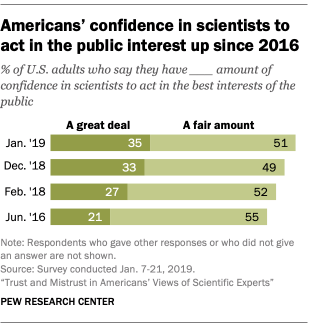 Americans’ confidence in scientists to
act in the public interest up since 2016
% of U.S. adults who say they have ___ amount of
confidence in scientists to act in the best interests of the
public
A great deal A fair amount
Jan. '19 35 51
Dec. '18 33 49
Feb. '18 27 52
Jun. '16 21 55
Note: Respondents who gave other responses or who did not give
an answer are not shown.
Source: Survey conducted Jan. 7-21, 2019.
“Trust and Mistrust in Americans’ Views of Scientific Experts”
PEW RESEARCH CENTER